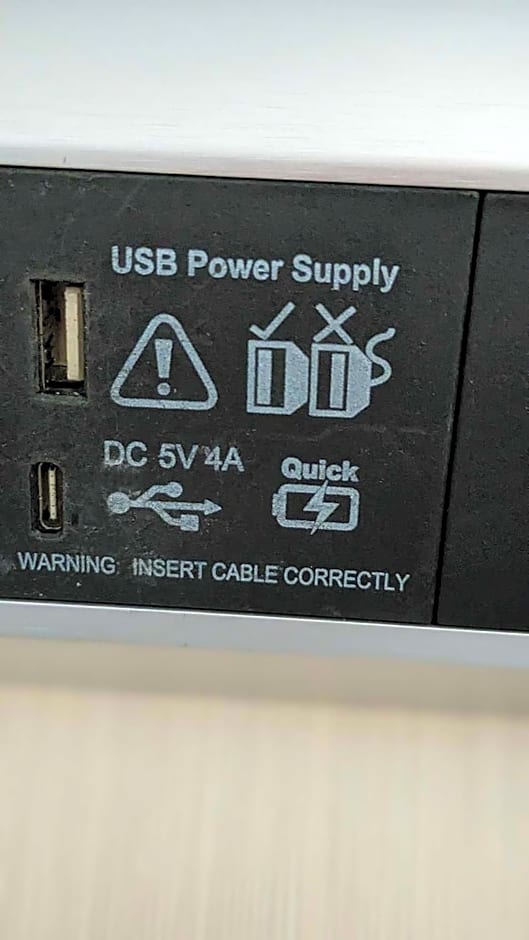 USB Power Supply
DC 5V 4A
Quick
WARNING INSERT CABLE CORRECTLY